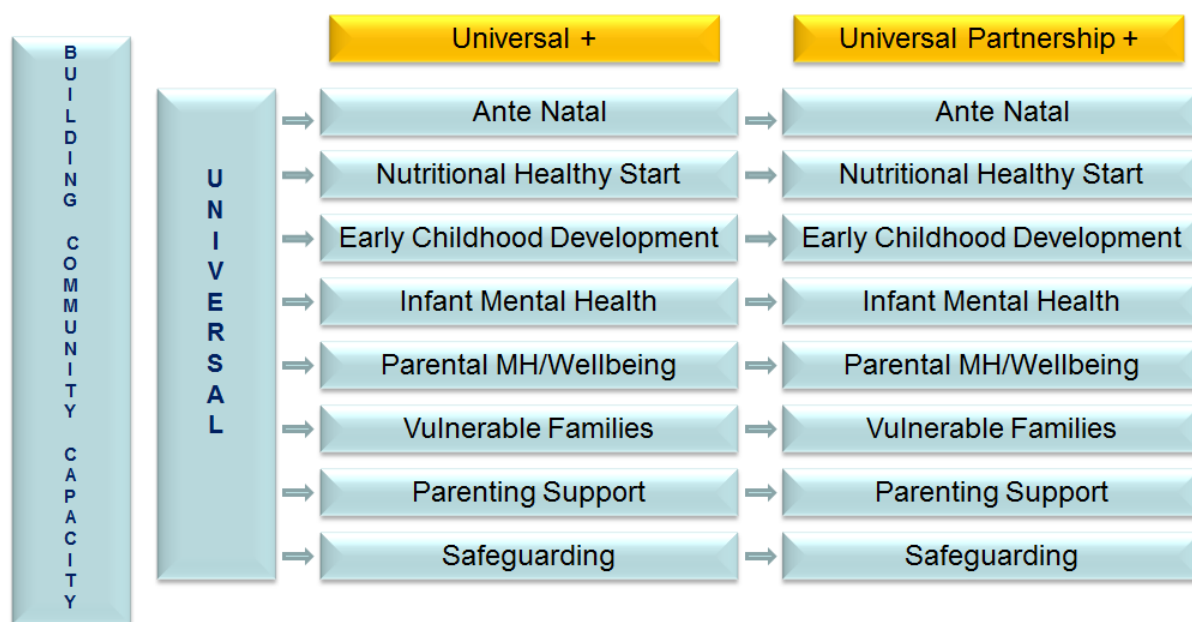 BUILDING COMMUNITY CAPACITY
UNIVERSAL
Universal +
Universal Partnership +
Ante Natal
Ante Natal
Nutritional Healthy Start
Nutritional Healthy Start
Early Childhood Development
Early Childhood Development
Infant Mental Health
Infant Mental Health
Parental MH/Wellbeing
Parental MH/Wellbeing
Vulnerable Families
Vulnerable Families
Parenting Support
Parenting Support
Safeguarding
Safeguarding